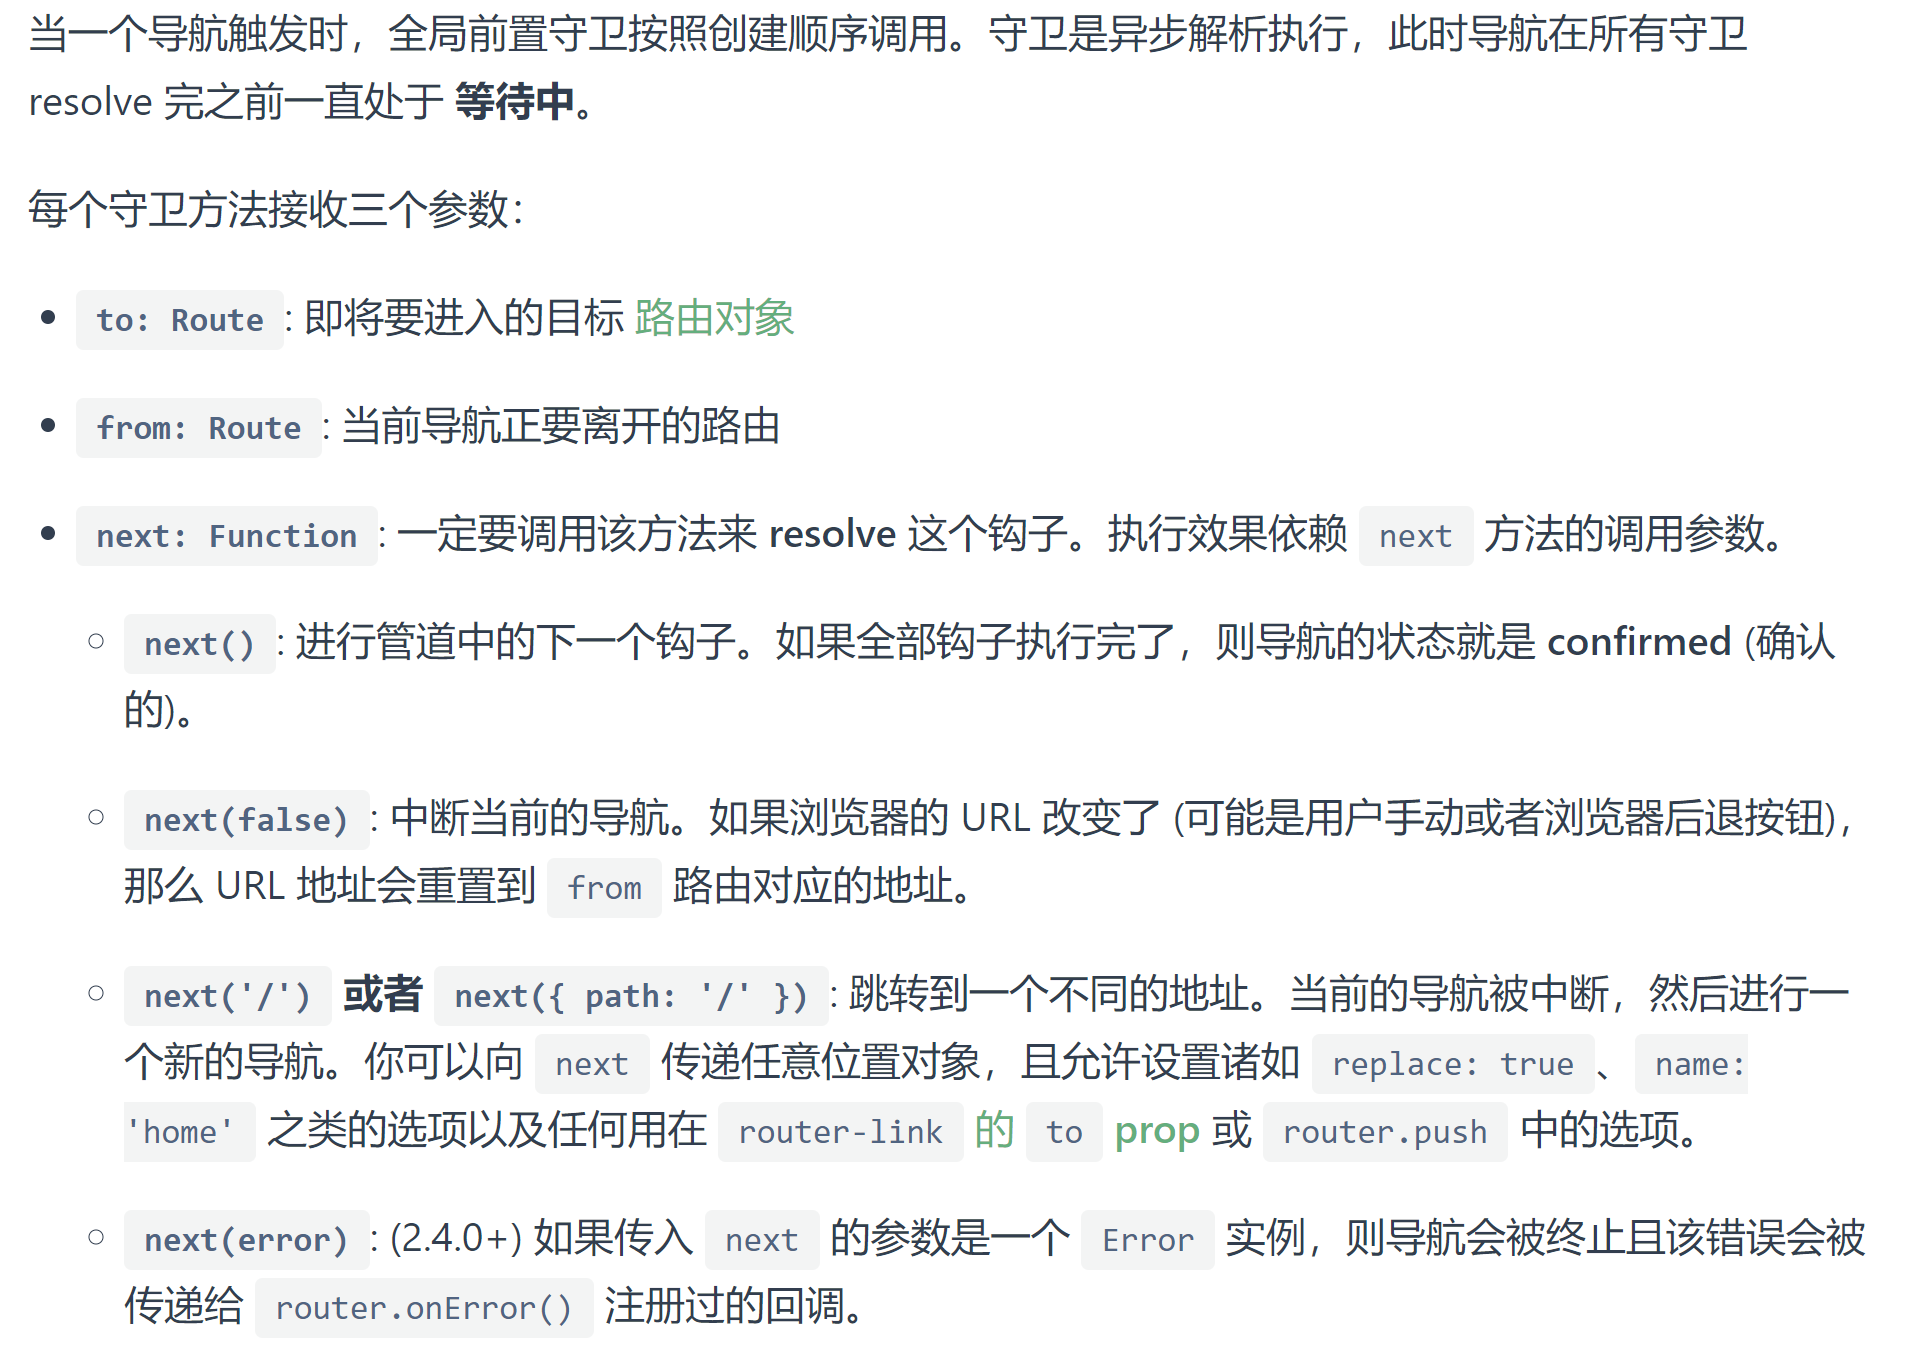 当一个导航触发时，全局前置守卫按照创建顺序调用。守卫是异步解析执行，此时导航在所有守卫
resolve 完之前一直处于 等待中。
每个守卫方法接收三个参数：
to: Route : 即将要进入的目标 路由对象
from: Route : 当前导航正要离开的路由
next: Function : 一定要调用该方法来 resolve 这个钩子。执行效果依赖 next 方法的调用参数。
next() : 进行管道中的下一个钩子。如果全部钩子执行完了，则导航的状态就是 confirmed (确认
的)。
next(false) : 中断当前的导航。如果浏览器的 URL 改变了 (可能是用户手动或者浏览器后退按钮)，
那么 URL 地址会重置到 from 路由对应的地址。
next('/') 或者 next({ path: '/' }) : 跳转到一个不同的地址。当前的导航被中断，然后进行一
个新的导航。你可以向 next 传递任意位置对象，且允许设置诸如 replace: true 、 name:
'home' 之类的选项以及任何用在 router-link 的 to prop 或 router.push 中的选项。
next(error) : (2.4.0+) 如果传入 next 的参数是一个 Error 实例，则导航会被终止且该错误会被
传递给 router.onError() 注册过的回调。